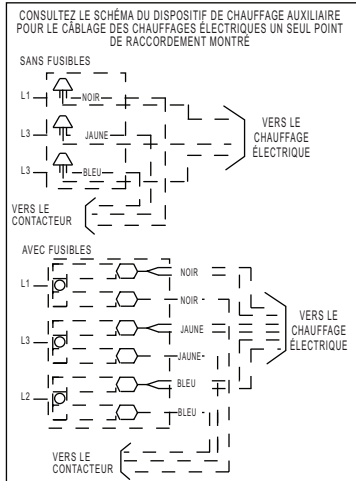 CONSULTEZ LE SCHÉMA DU DISPOSITIF DE CHAUFFAGE AUXILIAIRE
POUR LE CÂBLAGE DES CHAUFFAGES ÉLECTRIQUES UN SEUL POINT
DE RACCORDEMENT MONTRÉ
SANS FUSIBLES
L1
NOIR
L3
JAUNE
L3
BLEU
VERS LE
CHAUFFAGE
ÉLECTRIQUE
VERS LE
CONTACTEUR
AVEC FUSIBLES
L1
NOIR
NOIR
L3
JAUNE
JAUNE
L2
BLEU
BLEU
VERS LE
CHAUFFAGE
ÉLECTRIQUE
VERS LE
CONTACTEUR